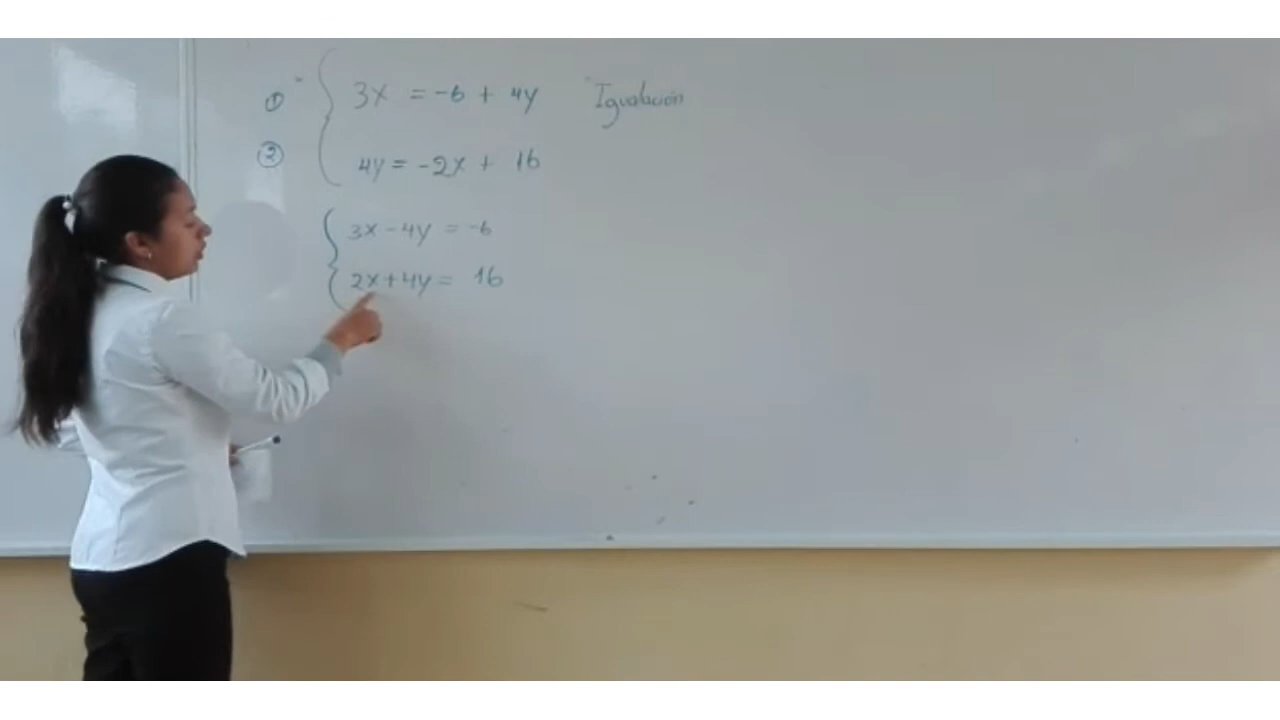 ① 3x = -6 + 4y Igualación
② 4y = -2x + 16
3x - 4y = -6
2x + 4y = 16